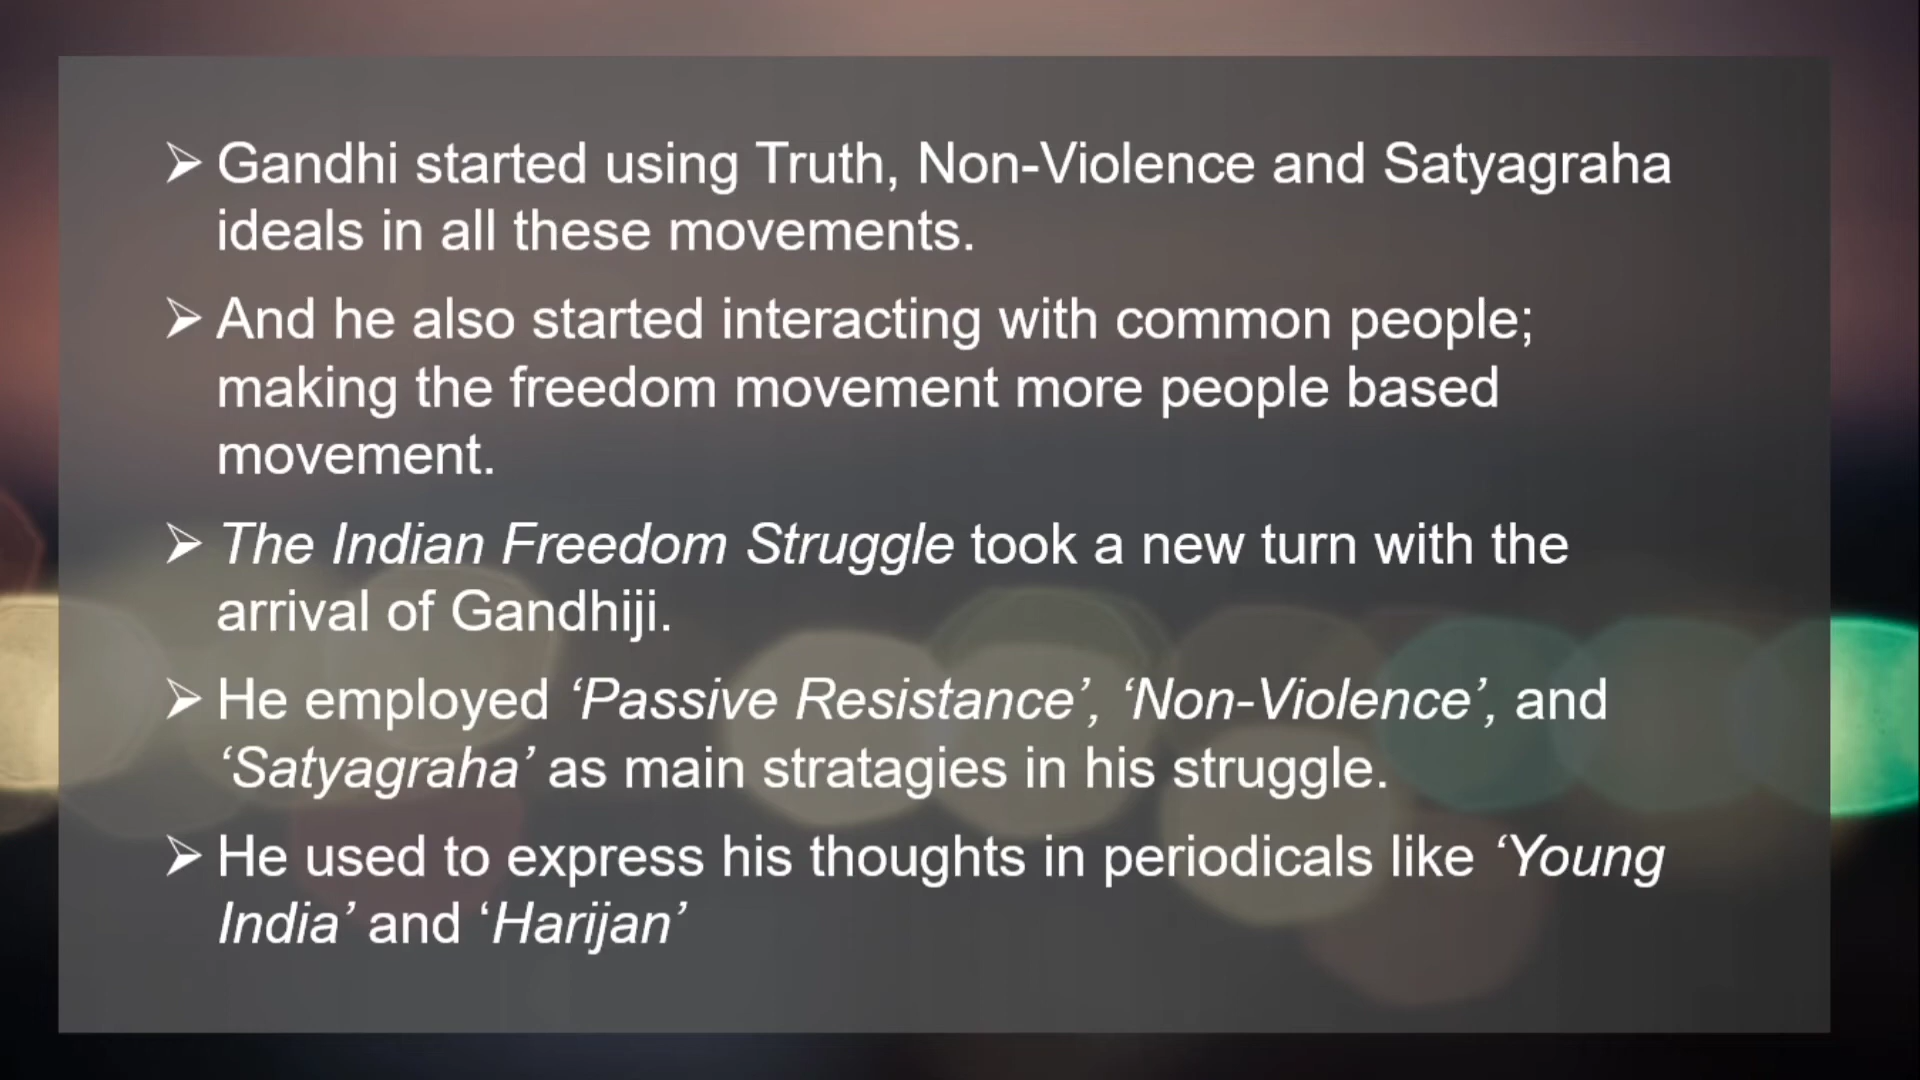 ➢ Gandhi started using Truth, Non-Violence and Satyagraha
ideals in all these movements.
➢ And he also started interacting with common people;
making the freedom movement more people based
movement.
➢ The Indian Freedom Struggle took a new turn with the
arrival of Gandhiji.
➢ He employed ‘Passive Resistance’, ‘Non-Violence’, and
‘Satyagraha’ as main stratagies in his struggle.
➢ He used to express his thoughts in periodicals like ‘Young
India’ and ‘Harijan’